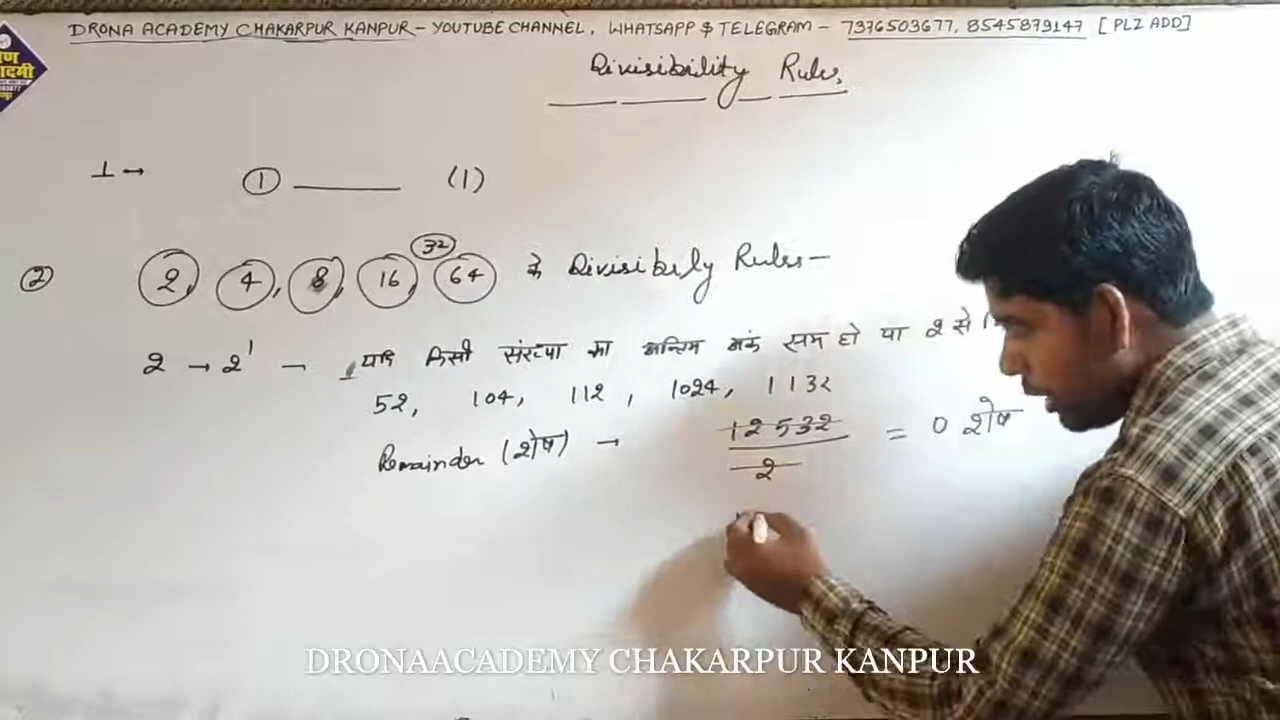 DRONA ACADEMY CHAKARPUR KANPUR - YOUTUBE CHANNEL, WHATSAPP & TELEGRAM - 7376503677, 8545879147 [PLZ ADD]
Divisibility Rules.
1 → ① (1)
② 2, 4, 8, 16, 32 64 के Divisibily Rules -
2 → 2¹ - यदि किसी संख्या का अन्तिम अंक सम हो या 2 से
52, 104, 112, 1024, 1132
Remainder (शेष) → 12532 / 2 = 0 शेष
DRONAACADEMY CHAKARPUR KANPUR